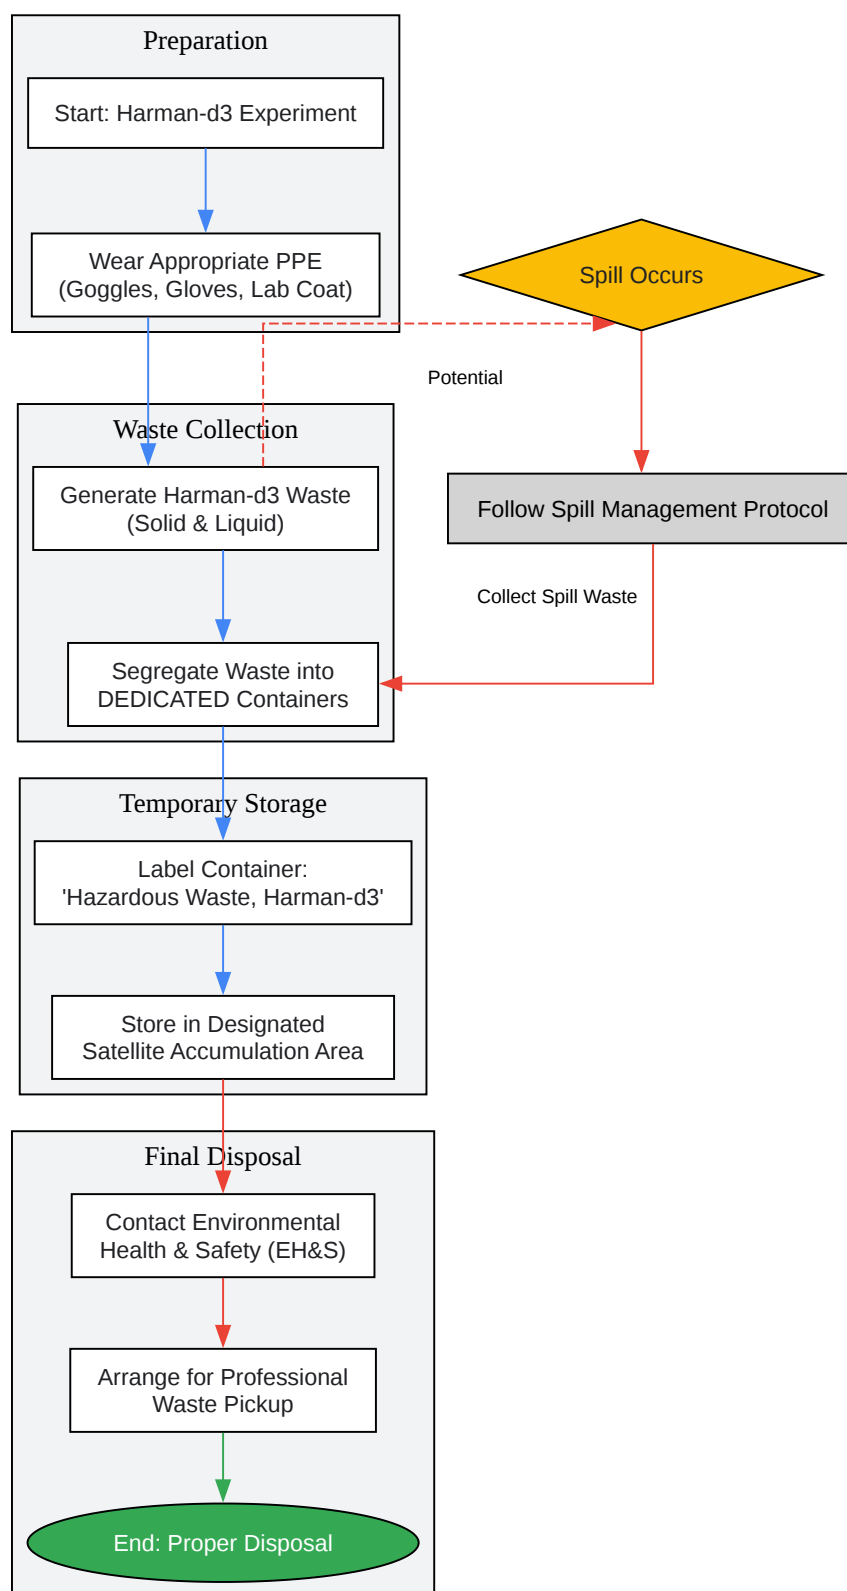 Preparation
Start: Harman-d3 Experiment
Wear Appropriate PPE
(Goggles, Gloves, Lab Coat)
Spill Occurs
Potential
Waste Collection
Generate Harman-d3 Waste
(Solid & Liquid)
Follow Spill Management Protocol
Collect Spill Waste
Segregate Waste into
DEDICATED Containers
Temporary Storage
Label Container:
'Hazardous Waste, Harman-d3'
Store in Designated
Satellite Accumulation Area
Final Disposal
Contact Environmental
Health & Safety (EH&S)
Arrange for Professional
Waste Pickup
End: Proper Disposal